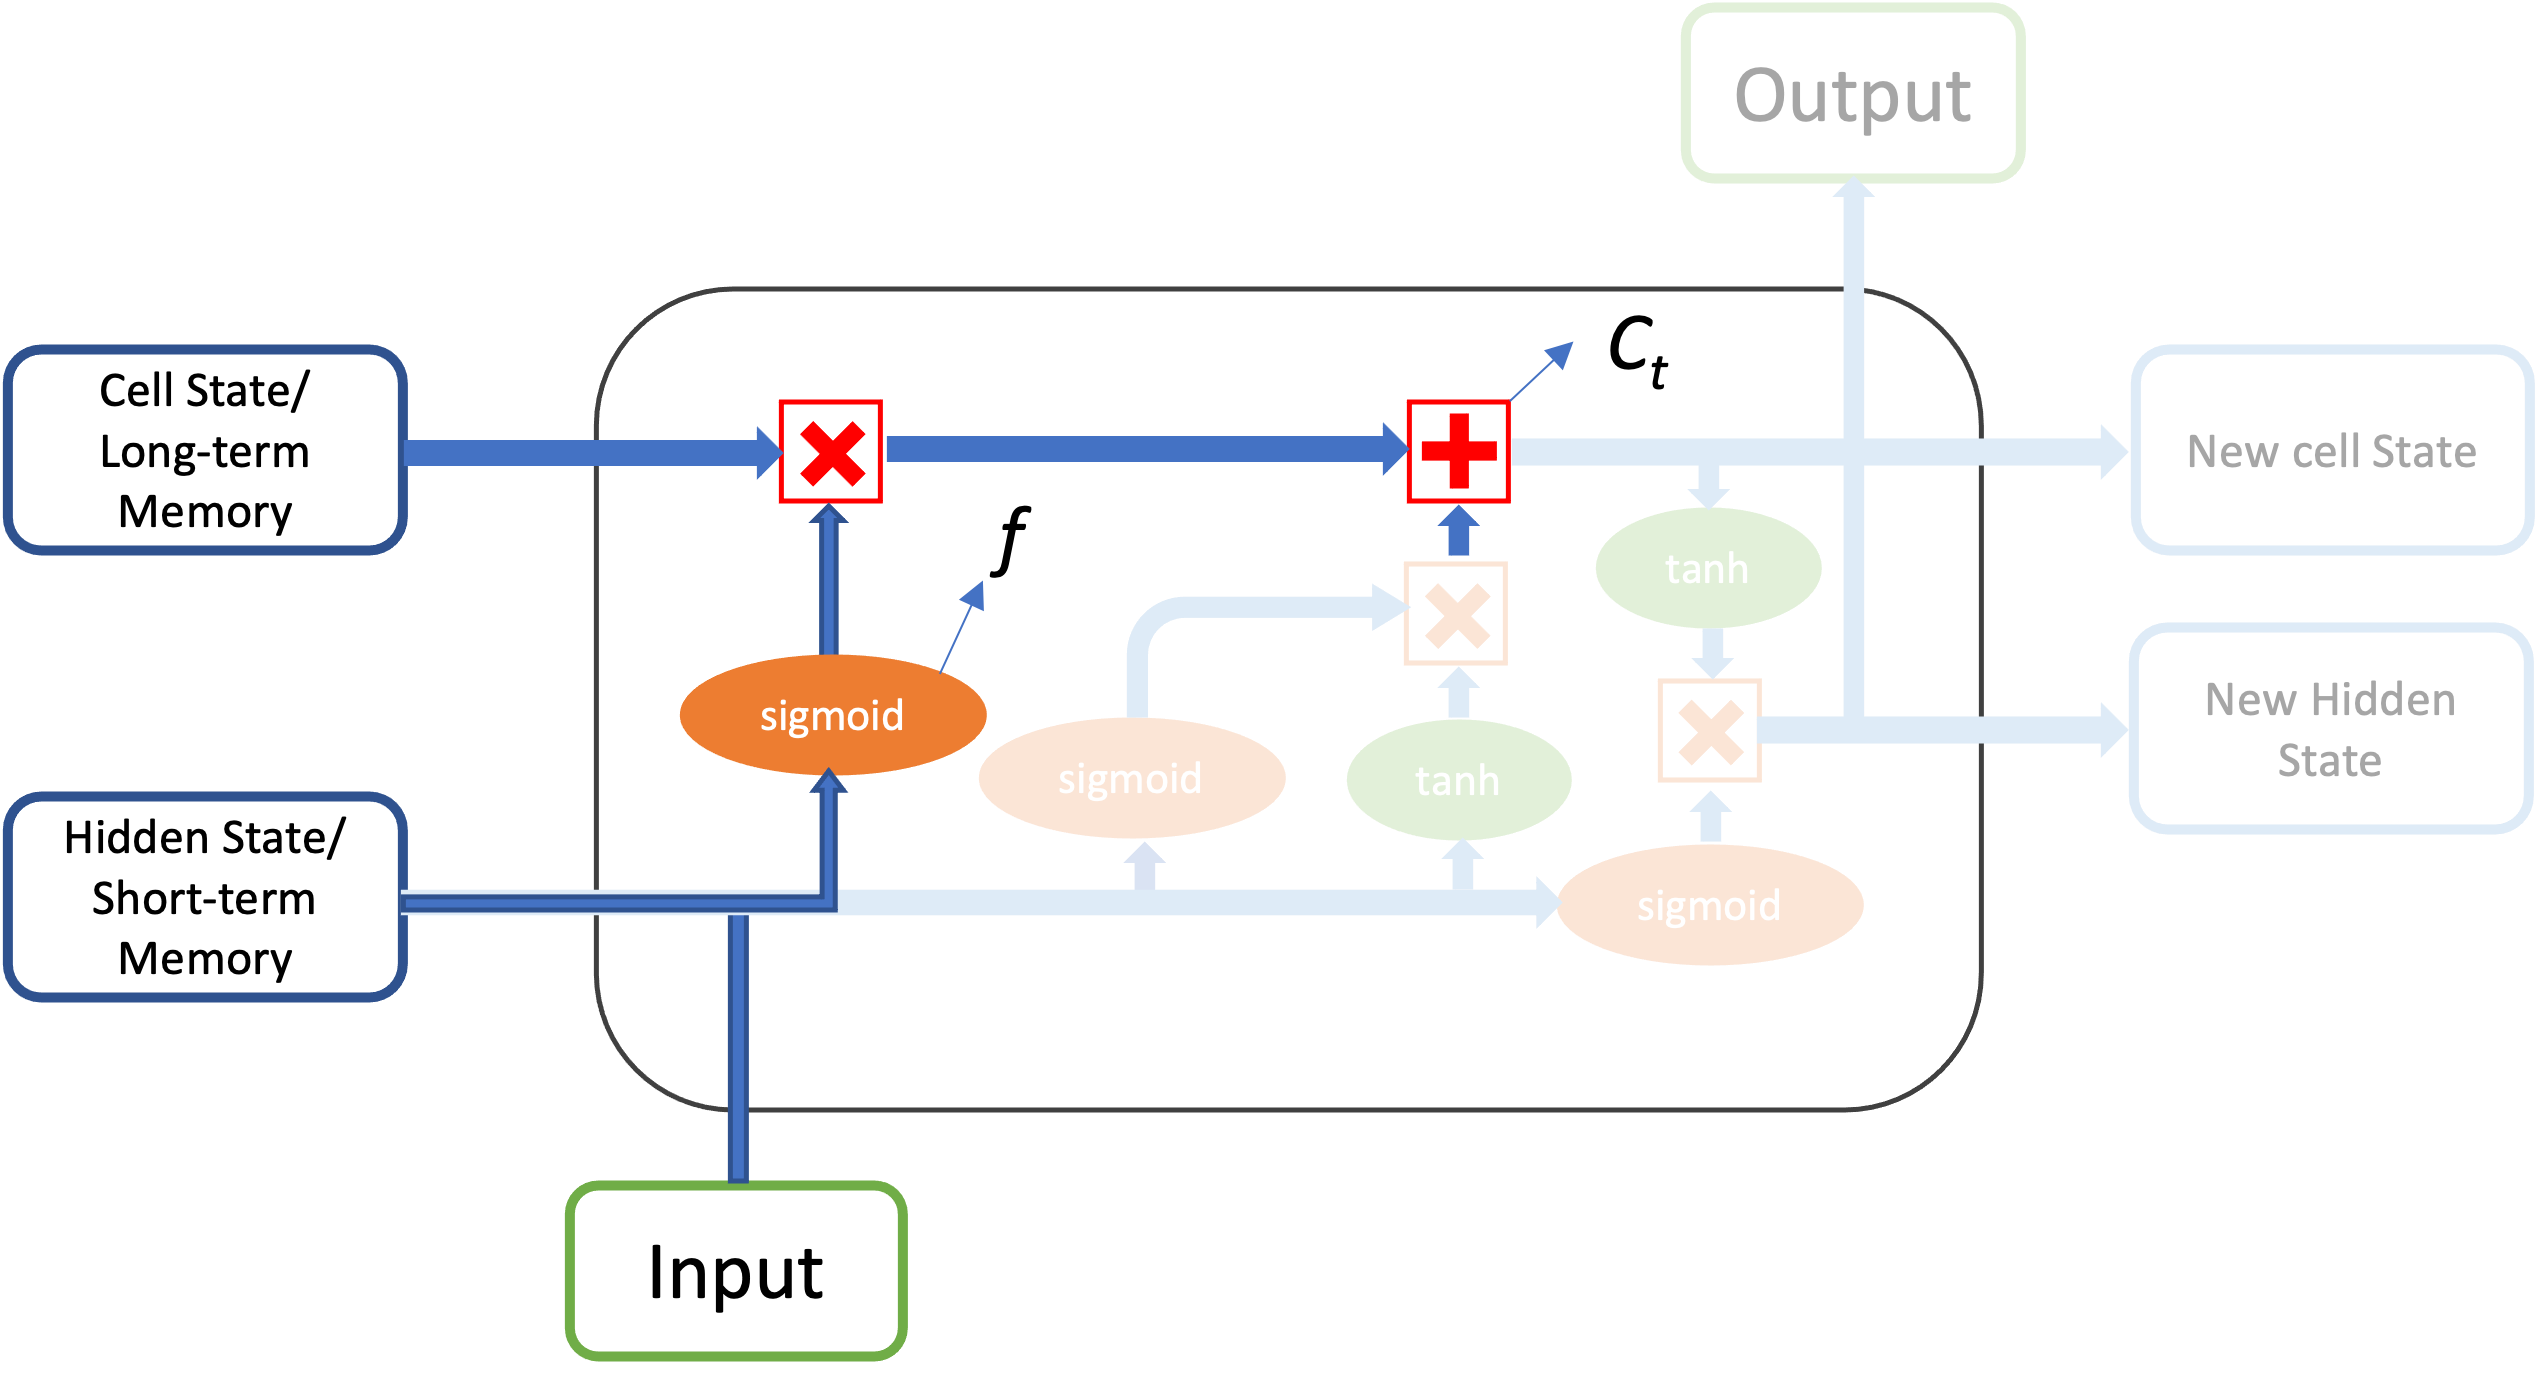 Output
Cell State/
Long-term
Memory
C_t
New cell State
f
tanh
sigmoid
sigmoid
tanh
New Hidden
State
Hidden State/
Short-term
Memory
sigmoid
Input